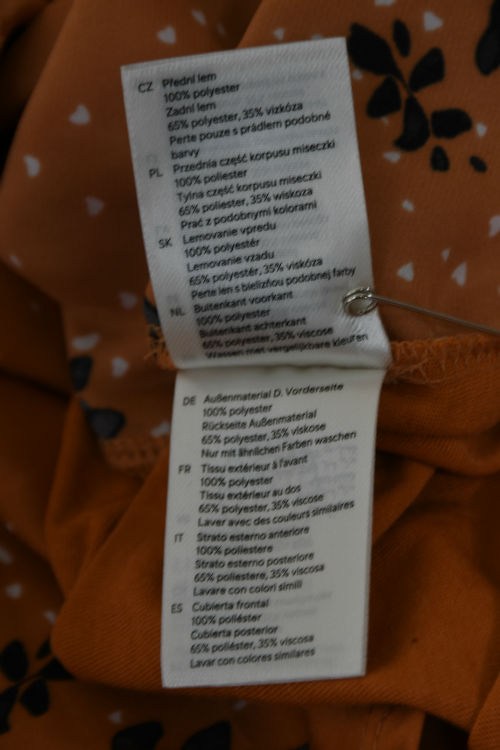 CZ Přední lem
100% polyester
Zadní lem
65% polyester, 35% vizkóza
Perte pouze s prádlem podobné
barvy
PL Przednia część korpusu miseczki
100% poliester
Tylna część korpusu miseczki
65% poliester, 35% wiskoza
Prać z podobnymi kolorami
SK Lemovanie vpredu
100% polyestér
Lemovanie vzadu
65% polyestér, 35% viskóza
Perte len s bielizňou podobnej farby
NL Buitenkant voorkant
100% polyester
Buitenkant achterkant
65% polyester, 35% viscose
Wassen met vergelijkbare kleuren
DE Außenmaterial D. Vorderseite
100% polyester
Rückseite Außenmaterial
65% polyester, 35% viskose
Nur mit ähnlichen Farben waschen
FR Tissu extérieur à l'avant
100% polyester
Tissu extérieur au dos
65% polyester, 35% viscose
Laver avec des couleurs similaires
IT Strato esterno anteriore
100% poliestere
Strato esterno posteriore
65% poliestere, 35% viscosa
Lavare con colori simili
ES Cubierta frontal
100% poliéster
Cubierta posterior
65% poliéster, 35% viscosa
Lavar con colores similares